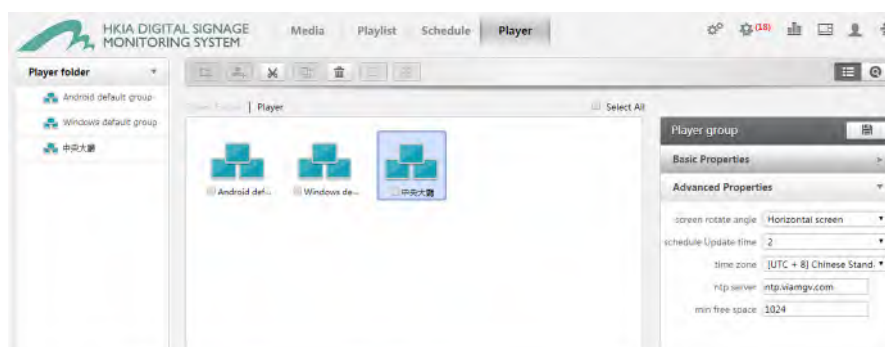 HKIA DIGITAL SIGNAGE
MONITORING SYSTEM
Media Playlist Schedule Player
(18)
Player folder
Android default group
Windows default group
中央大廳
Player
Select All
Android def...
Windows de...
中央大廳
Player group
Basic Properties
Advanced Properties
screen rotate angle Horizontal screen
schedule Update time 2
time zone [UTC + 8] Chinese Stand
ntp server ntp.viamgv.com
min free space 1024